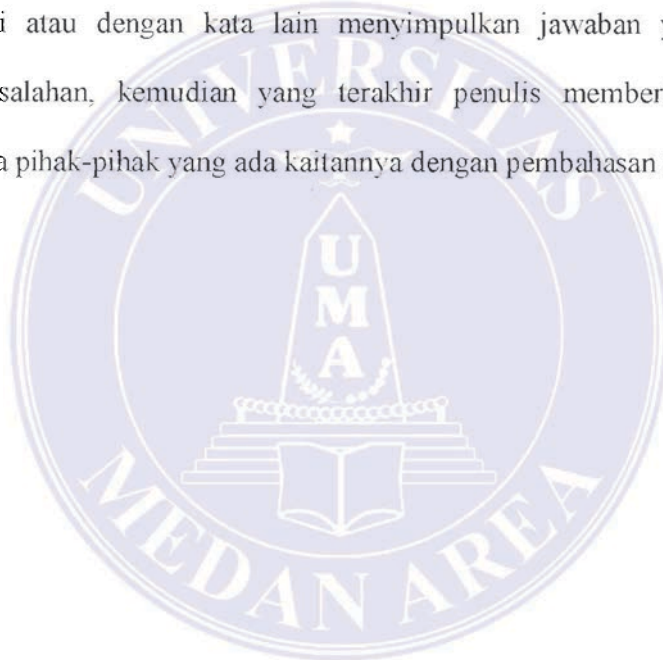 i atau dengan kata lain menyimpulkan jawaban y
salahan, kemudian yang terakhir penulis member
a pihak-pihak yang ada kaitannya dengan pembahasan
UNIVERSITAS
U
M
A
MEDAN AREA